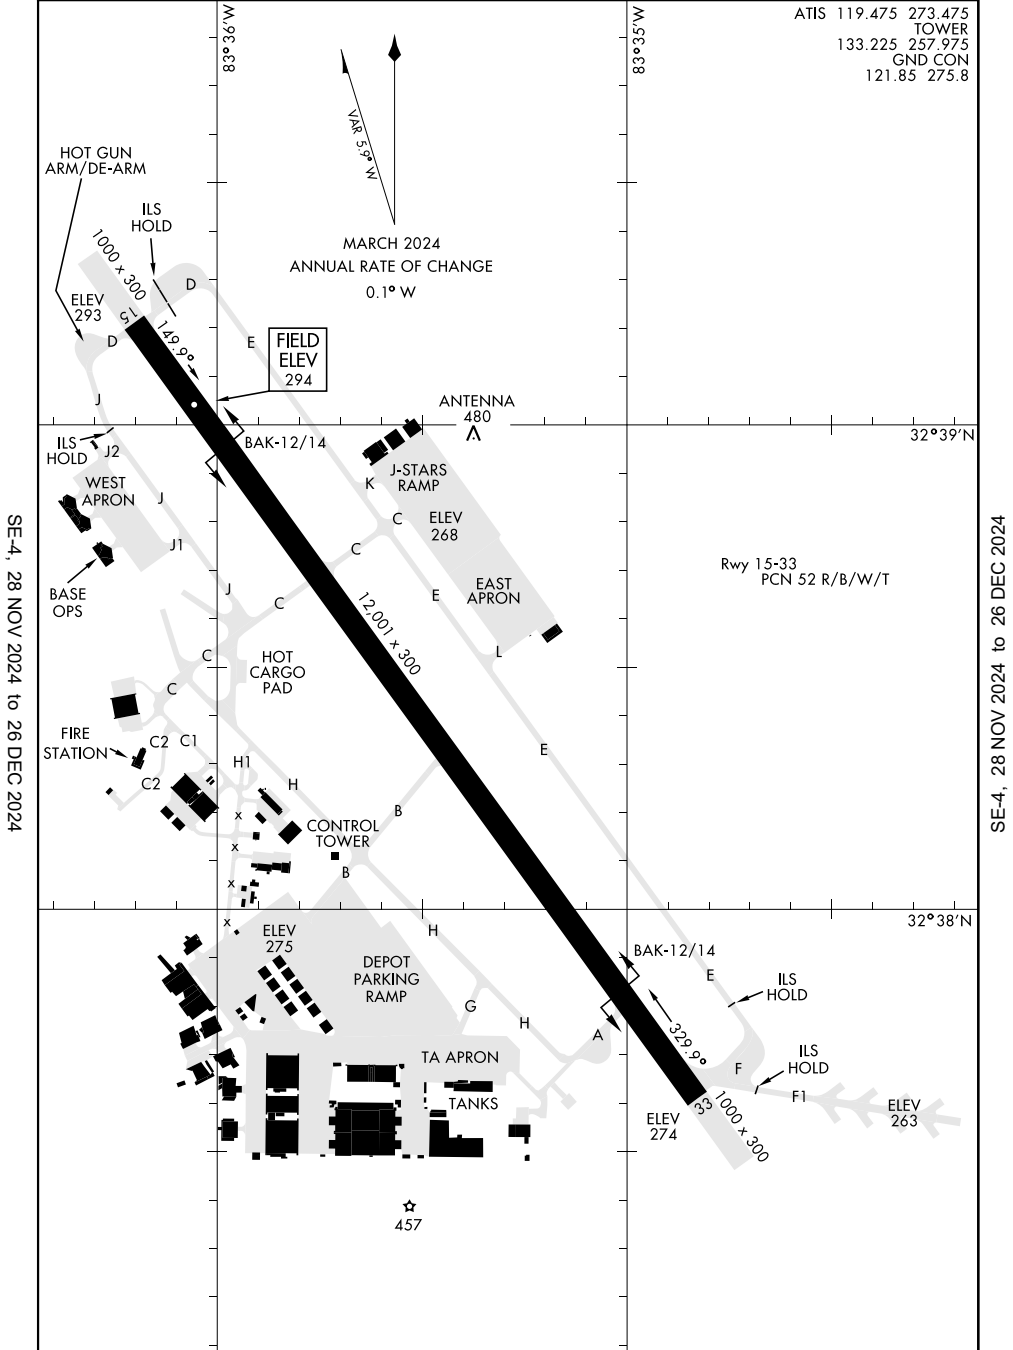 ATIS 119.475 273.475
TOWER
133.225 257.975
GND CON
121.85 275.8
83°36'W
83°35'W
VAR 5.9° W
HOT GUN
ARM/DE-ARM
ILS
HOLD
MARCH 2024
ANNUAL RATE OF CHANGE
0.1° W
1000 x 300
D
ELEV
293
15
149.9°
D
E
FIELD
ELEV
294
J
ANTENNA
480
32°39'N
ILS
HOLD
J2
BAK-12/14
WEST
APRON
J-STARS
RAMP
K
J
C
ELEV
268
J1
C
BASE
OPS
J
C
E
EAST
APRON
Rwy 15-33
PCN 52 R/B/W/T
12,001 x 300
C
HOT
CARGO
PAD
L
C
FIRE
STATION
C2
C1
E
H1
C2
H
x
B
CONTROL
TOWER
x
B
x
x
32°38'N
ELEV
275
H
DEPOT
PARKING
RAMP
BAK-12/14
E
ILS
HOLD
G
H
A
329.9°
TA APRON
F
ILS
HOLD
TANKS
F1
ELEV
263
33
ELEV
274
1000 x 300
457
SE-4, 28 NOV 2024 to 26 DEC 2024
SE-4, 28 NOV 2024 to 26 DEC 2024